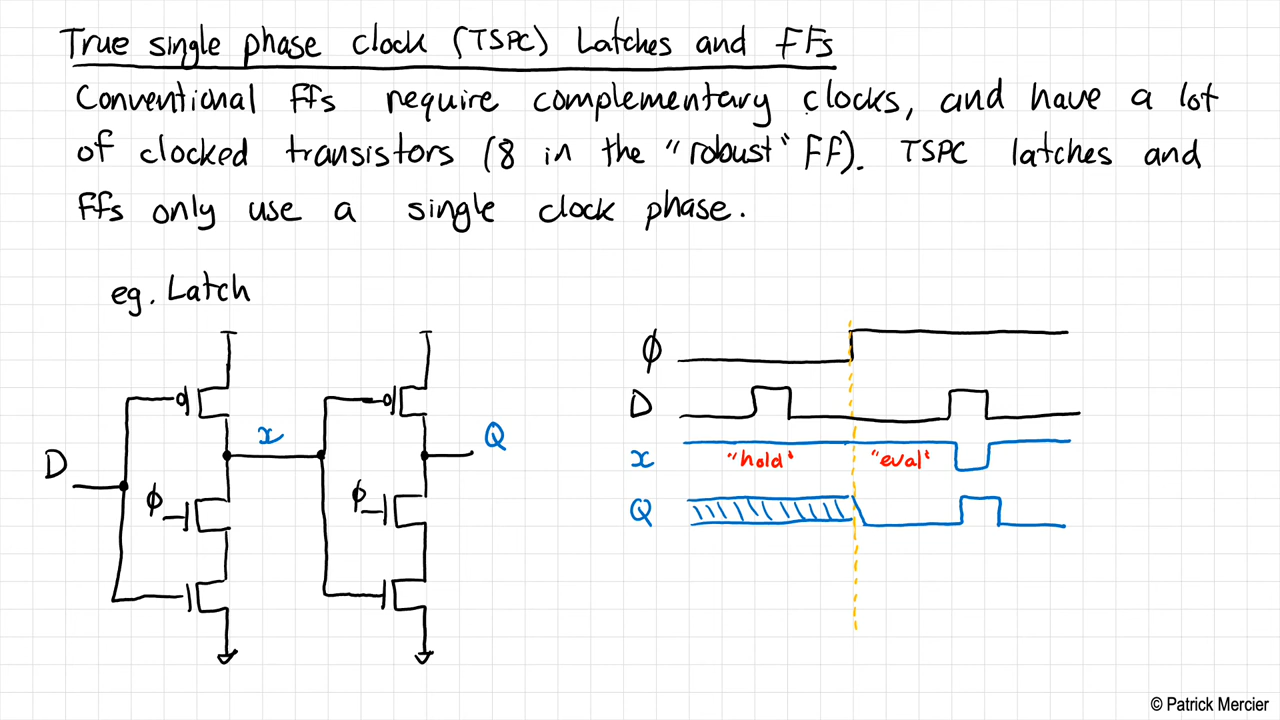 True single phase clock (TSPC) Latches and FFs
Conventional FFs require complementary clocks, and have a lot
of clocked transistors (8 in the "robust" FF). TSPC latches and
FFs only use a single clock phase.
eg. Latch
D
ϕ
x
ϕ
Q
ϕ
D
x
"hold"
"eval"
Q
© Patrick Mercier